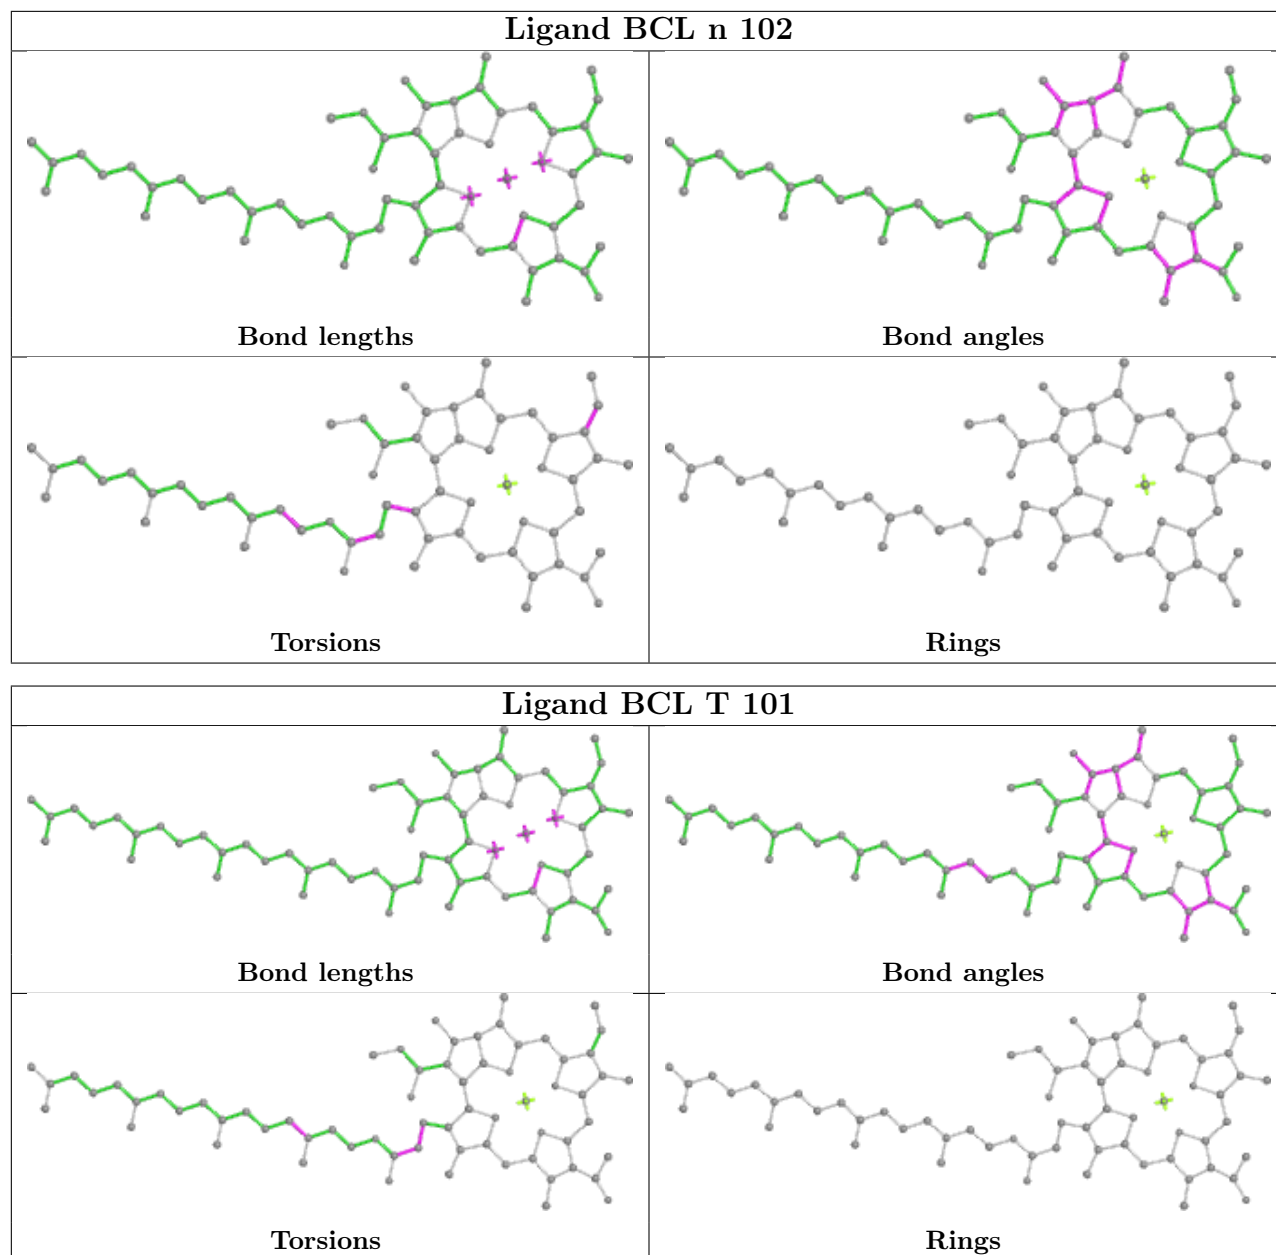 Ligand BCL n 102
Bond lengths
Bond angles
Torsions
Rings
Ligand BCL T 101
Bond lengths
Bond angles
Torsions
Rings